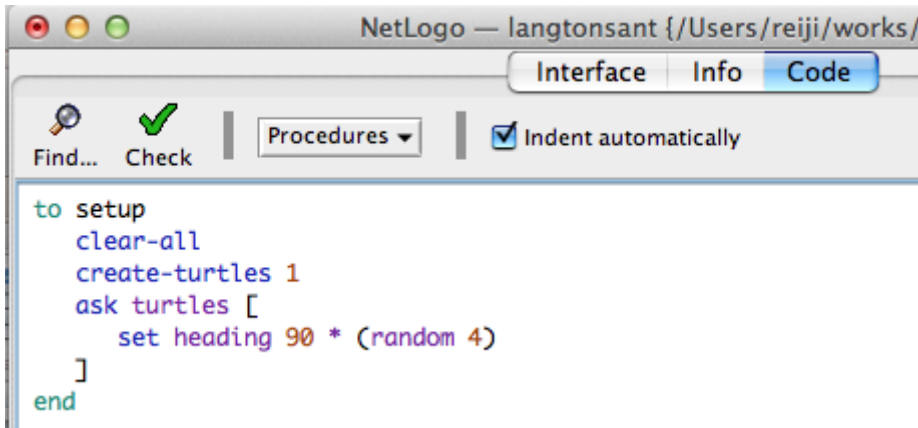 NetLogo — langtonsant {/Users/reiji/works/
Interface Info Code
Find... Check Procedures Indent automatically
to setup
clear-all
create-turtles 1
ask turtles [
set heading 90 * (random 4)
]
end